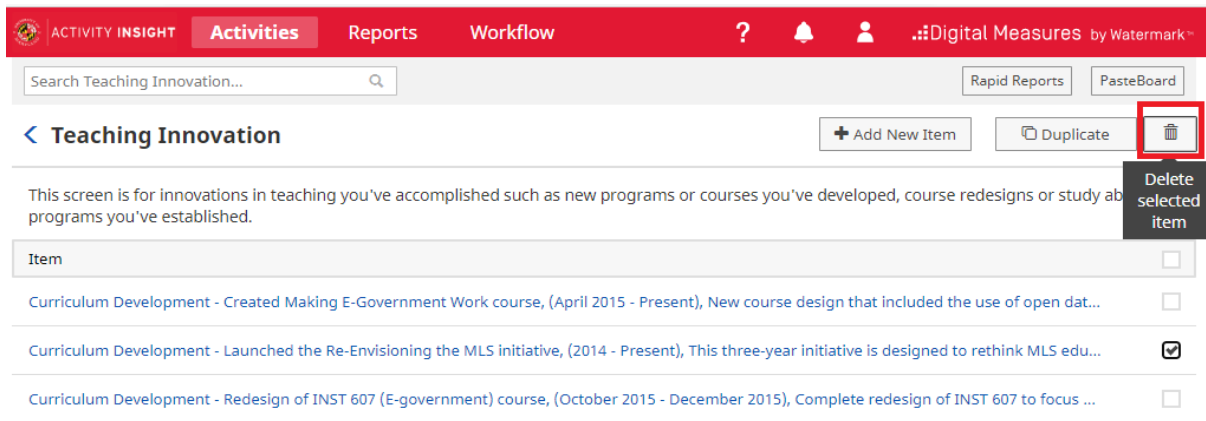 ACTIVITY INSIGHT Activities Reports Workflow ? .::Digital Measures by Watermark™
Search Teaching Innovation... Rapid Reports PasteBoard
< Teaching Innovation + Add New Item Duplicate
Delete
selected
item
This screen is for innovations in teaching you've accomplished such as new programs or courses you've developed, course redesigns or study ab
programs you've established.
Item
Curriculum Development - Created Making E-Government Work course, (April 2015 - Present), New course design that included the use of open dat...
Curriculum Development - Launched the Re-Envisioning the MLS initiative, (2014 - Present), This three-year initiative is designed to rethink MLS edu...
Curriculum Development - Redesign of INST 607 (E-government) course, (October 2015 - December 2015), Complete redesign of INST 607 to focus ...